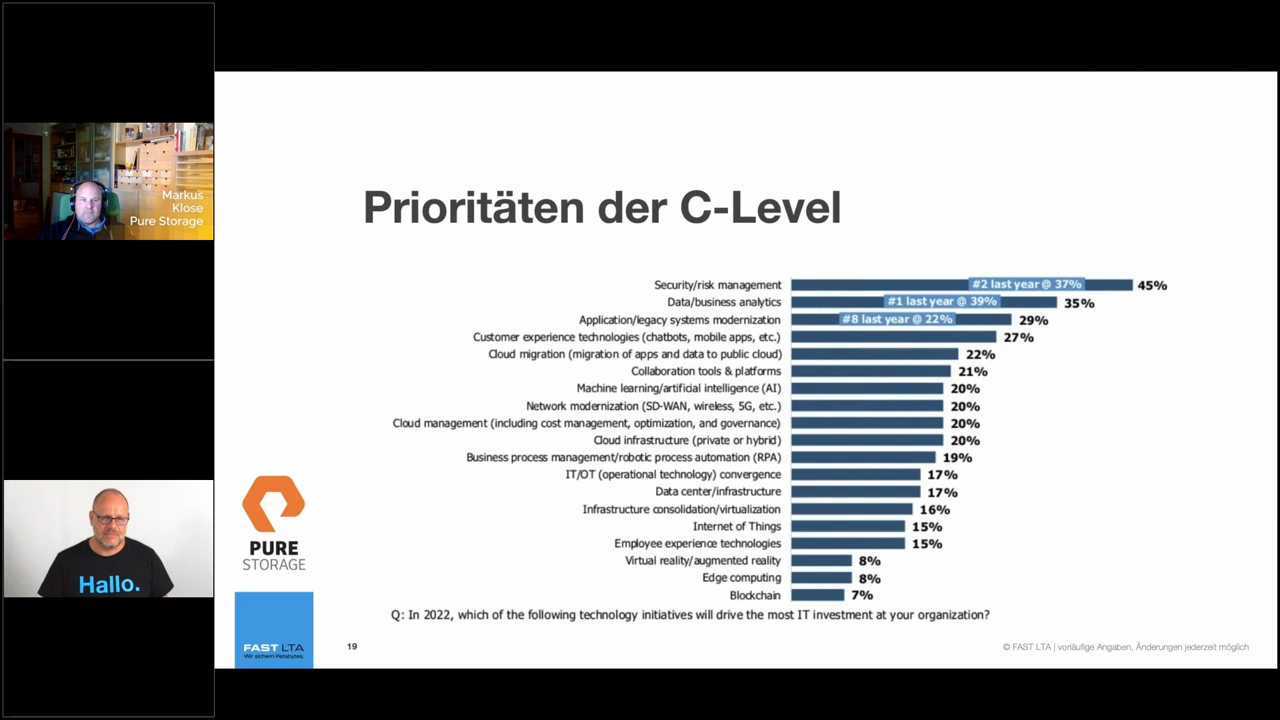 Markus
Klose
Pure Storage
Hallo.
Prioritäten der C-Level
Security/risk management #2 last year @ 37% 45%
Data/business analytics #1 last year @ 39% 35%
Application/legacy systems modernization #8 last year @ 22% 29%
Customer experience technologies (chatbots, mobile apps, etc.) 27%
Cloud migration (migration of apps and data to public cloud) 22%
Collaboration tools & platforms 21%
Machine learning/artificial intelligence (AI) 20%
Network modernization (SD-WAN, wireless, 5G, etc.) 20%
Cloud management (including cost management, optimization, and governance) 20%
Cloud infrastructure (private or hybrid) 20%
Business process management/robotic process automation (RPA) 19%
IT/OT (operational technology) convergence 17%
Data center/infrastructure 17%
Infrastructure consolidation/virtualization 16%
Internet of Things 15%
Employee experience technologies 15%
Virtual reality/augmented reality 8%
Edge computing 8%
Blockchain 7%
Q: In 2022, which of the following technology initiatives will drive the most IT investment at your organization?
PURE
STORAGE
FAST LTA
Wir sichern Petabytes.
19
© FAST LTA | vorläufige Angaben, Änderungen jederzeit möglich